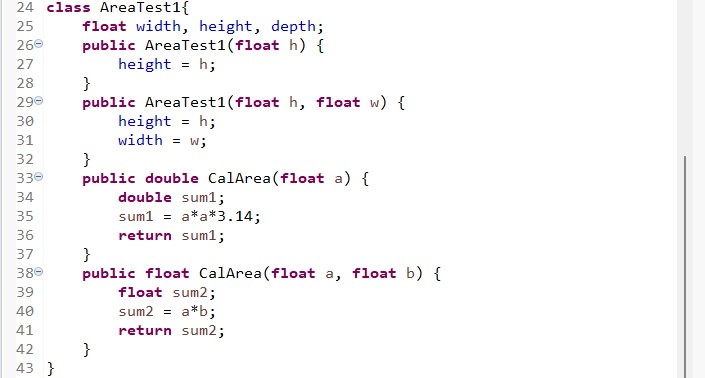 24 class AreaTest1{
25     float width, height, depth;
26     public AreaTest1(float h) {
27         height = h;
28     }
29     public AreaTest1(float h, float w) {
30         height = h;
31         width = w;
32     }
33     public double CalArea(float a) {
34         double sum1;
35         sum1 = a*a*3.14;
36         return sum1;
37     }
38     public float CalArea(float a, float b) {
39         float sum2;
40         sum2 = a*b;
41         return sum2;
42     }
43 }